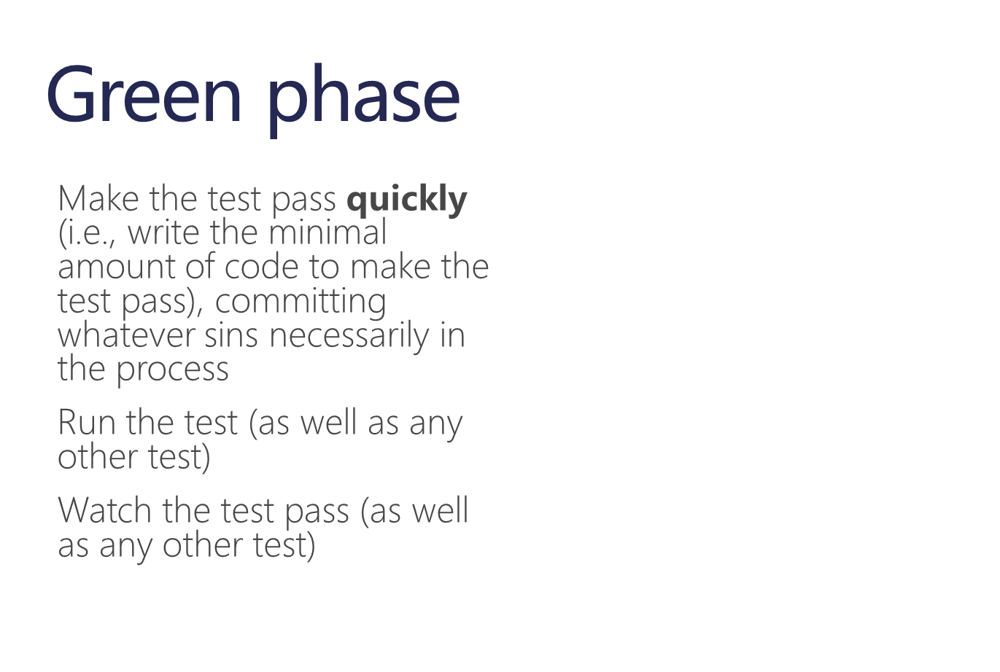 Green phase
Make the test pass quickly
(i.e., write the minimal
amount of code to make the
test pass), committing
whatever sins necessarily in
the process
Run the test (as well as any
other test)
Watch the test pass (as well
as any other test)